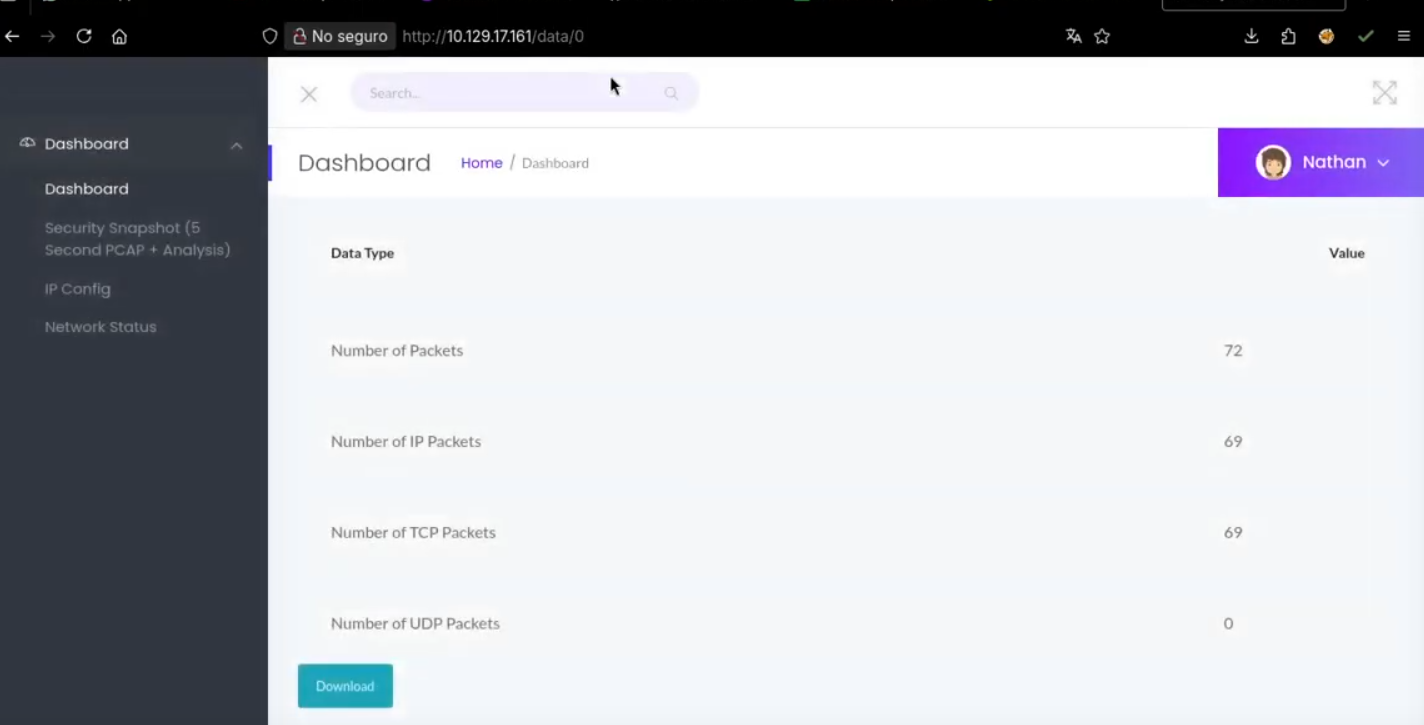 No seguro http://10.129.17.161/data/0
Search..
Dashboard
Dashboard
Security Snapshot (5
Second PCAP + Analysis)
IP Config
Network Status
Dashboard Home / Dashboard
Nathan
Data Type Value
Number of Packets 72
Number of IP Packets 69
Number of TCP Packets 69
Number of UDP Packets 0
Download